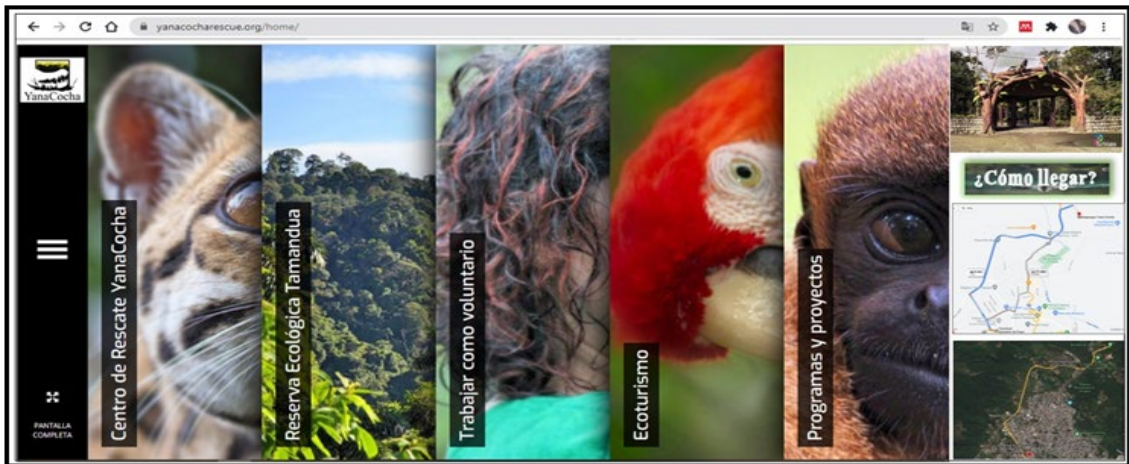 yanacocharescue.org/home/
YanaCocha
PANTALLA
COMPLETA
Centro de Rescate YanaCocha
Reserva Ecológica Tamandua
Trabajar como voluntario
Ecoturismo
Programas y proyectos
¿Cómo llegar?